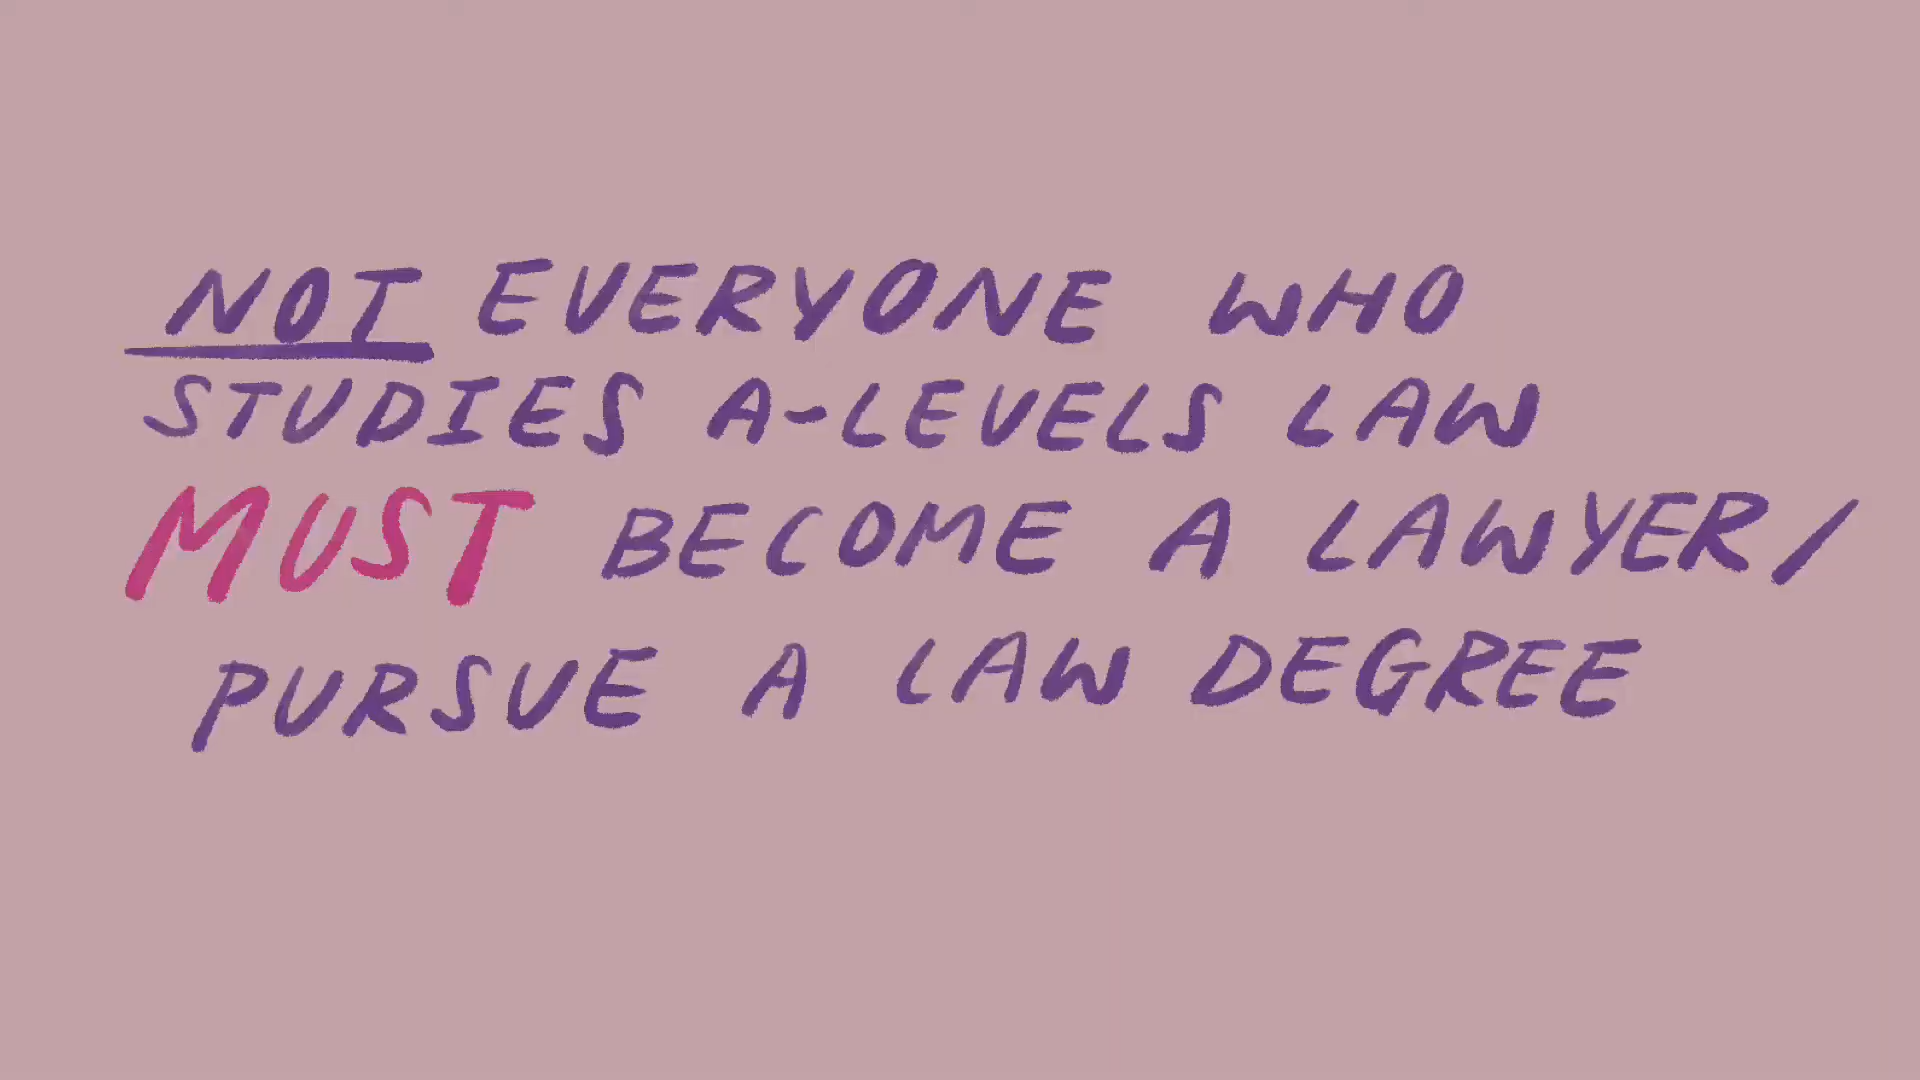 NOT EVERYONE WHO
STUDIES A-LEVELS LAW
MUST BECOME A LAWYER/
PURSUE A LAW DEGREE